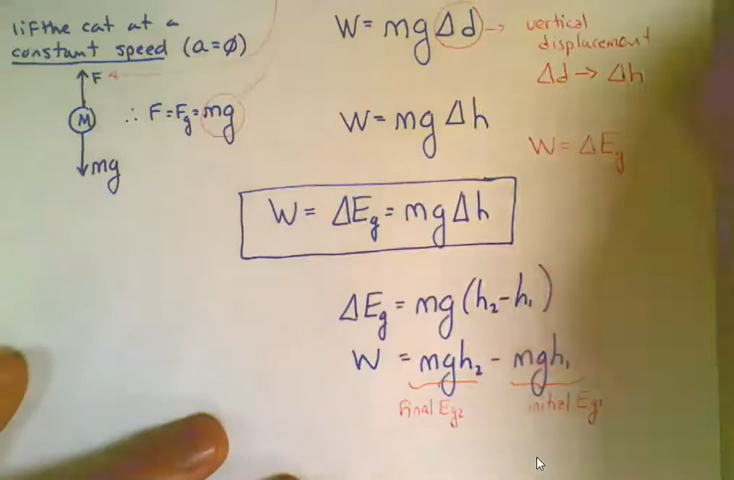 lift the cat at a
constant speed (a=ø)
F
M
∴ F=Fg=mg
mg
W= mgΔd → vertical
displacement
Δd → Δh
W= mgΔh
W= ΔEg
W= ΔEg = mgΔh
ΔEg = mg(h₂-h₁)
W = mgh₂ - mgh₁
final Eg₂
initial Eg₁